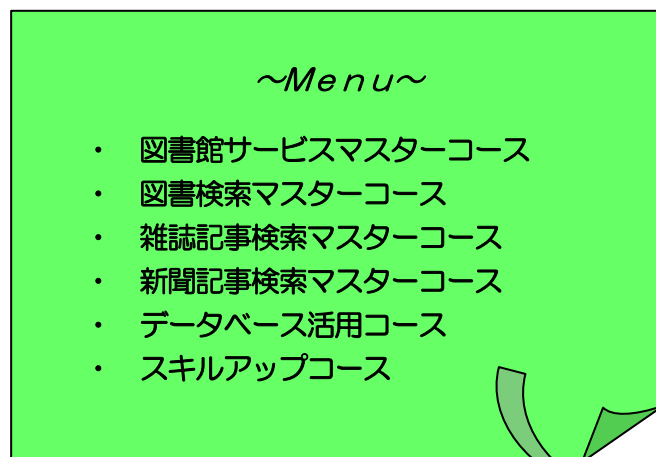 ～Menu～
・ 図書館サービスマスターコース
・ 図書検索マスターコース
・ 雑誌記事検索マスターコース
・ 新聞記事検索マスターコース
・ データベース活用コース
・ スキルアップコース